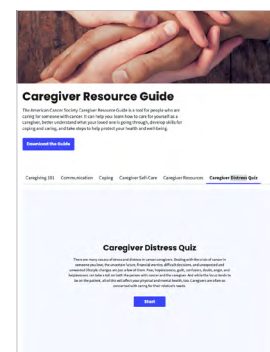 Caregiver Resource Guide
The American Cancer Society Caregiver Resource Guide is a tool for people who are
caring for someone with cancer. It can help you learn how to care for yourself as a
caregiver, better understand what your loved one is going through, develop skills for
coping and caring, and take steps to help protect your health and well-being.
Download the Guide
Caregiving 101 Communication Coping Caregiver Self-Care Caregiver Resources Caregiver Distress Quiz
Caregiver Distress Quiz
There are many causes of stress and distress in cancer caregivers. Dealing with the crisis of cancer in
someone you love, the uncertain future, financial worries, difficult decisions, and unexpected and
unwanted lifestyle changes are just a few of them. Fear, hopelessness, guilt, confusion, doubt, anger, and
helplessness can take a toll on both the person with cancer and the caregiver. And while the focus tends to
be on the patient, all of this will affect your physical and mental health, too. Caregivers are often so
concerned with caring for their
Start